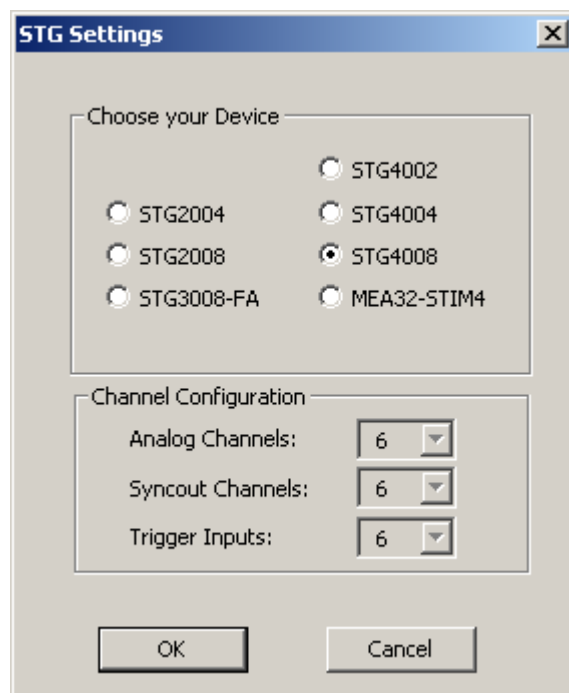 STG Settings
Choose your Device
STG4002
STG2004 STG4004
STG2008 STG4008
STG3008-FA MEA32-STIM4
Channel Configuration
Analog Channels: 6
Syncout Channels: 6
Trigger Inputs: 6
OK Cancel